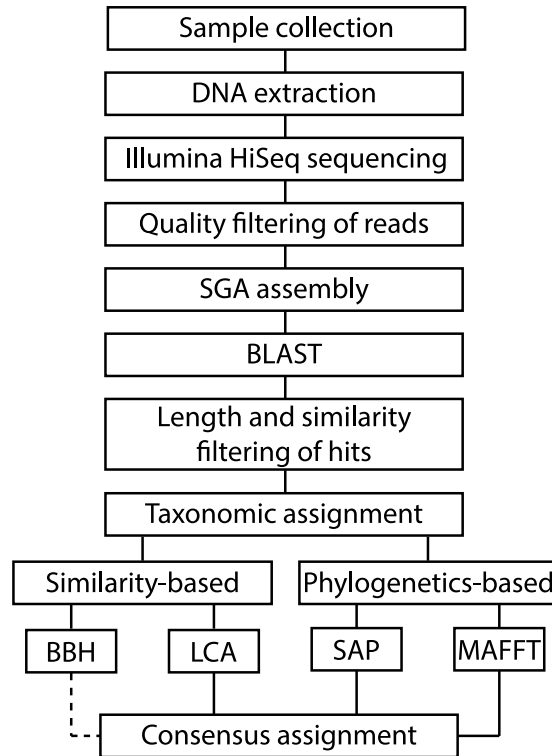 Sample collection
DNA extraction
Illumina HiSeq sequencing
Quality filtering of reads
SGA assembly
BLAST
Length and similarity
filtering of hits
Taxonomic assignment
Similarity-based
Phylogenetics-based
BBH
LCA
SAP
MAFFT
Consensus assignment